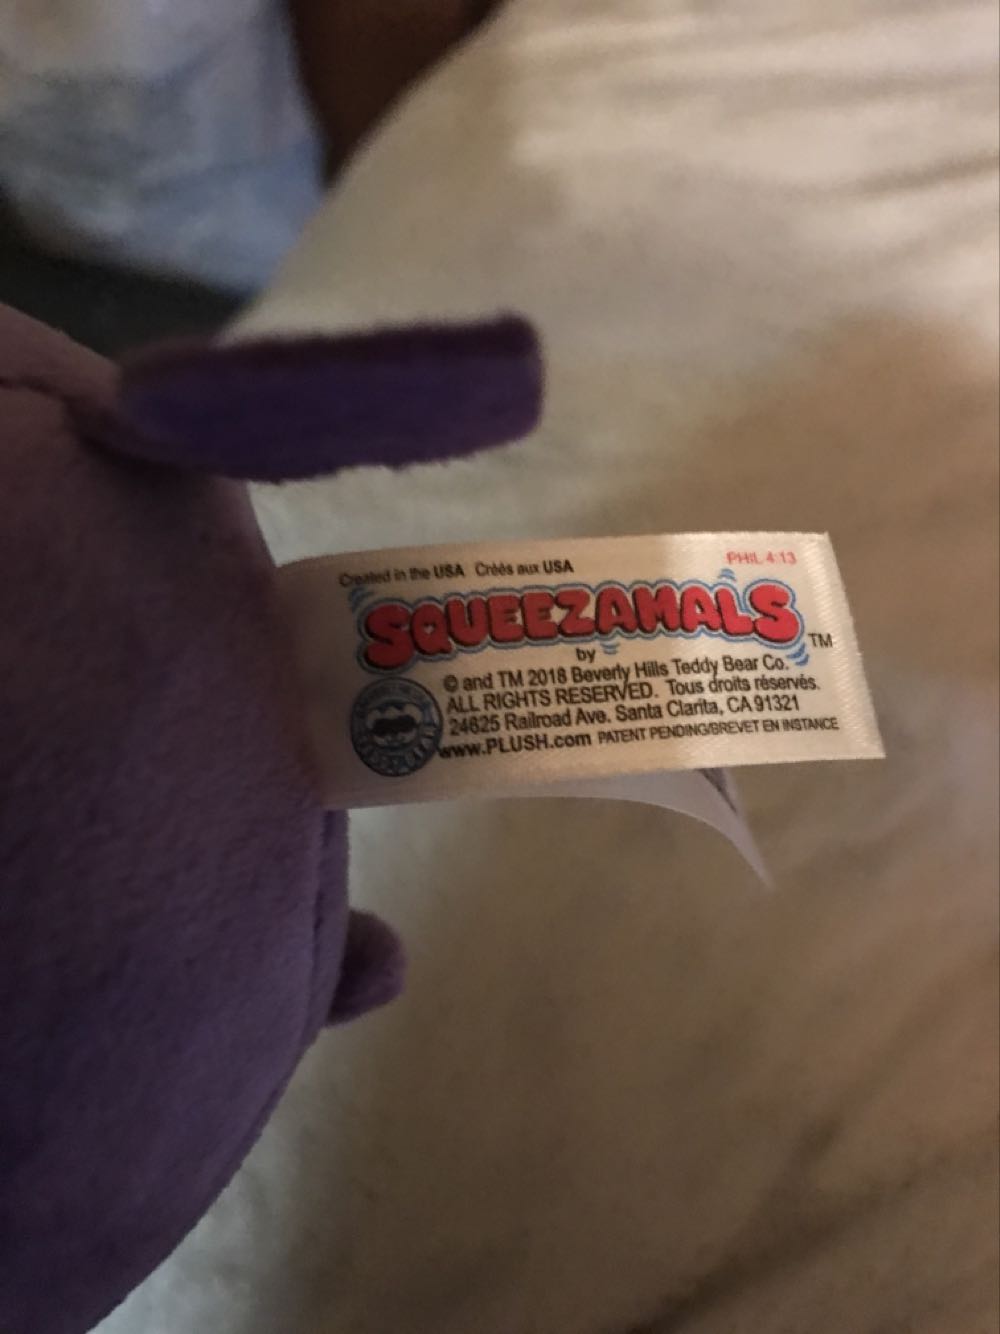 Created in the USA Créés aux USA
PHIL 4:13
SQUEEZAMALS TM
by
© and TM 2018 Beverly Hills Teddy Bear Co.
ALL RIGHTS RESERVED. Tous droits réservés.
24625 Railroad Ave. Santa Clarita, CA 91321
www.PLUSH.com PATENT PENDING/BREVET EN INSTANCE